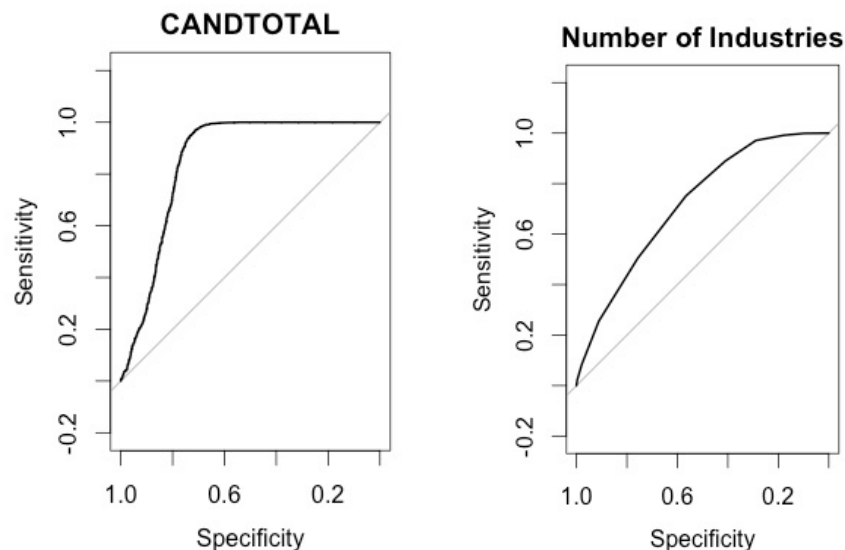 CANDTOTAL
Sensitivity
-0.2 0.2 0.6 1.0
1.0 0.6 0.2
Specificity
Number of Industries
Sensitivity
-0.2 0.2 0.6 1.0
1.0 0.6 0.2
Specificity